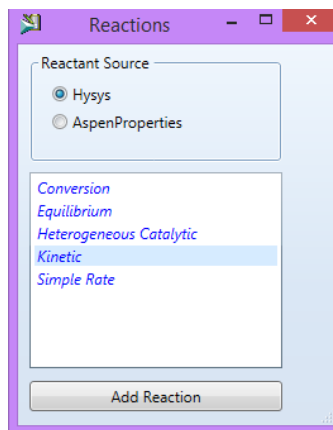 Reactions
Reactant Source
Hysys
AspenProperties
Conversion
Equilibrium
Heterogeneous Catalytic
Kinetic
Simple Rate
Add Reaction